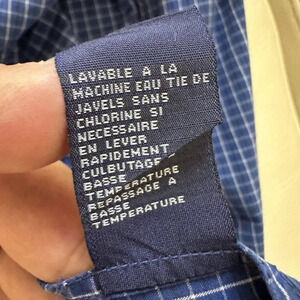 LAVABLE A LA
MACHINE EAU TIE DE
JAVELS SANS
CHLORINE SI
NECESSAIRE
EN LEVER
RAPIDEMENT
CULBUTAGE
BASSE
TEMPERATURE
REPASSAGE A
BASSE
TEMPERATURE